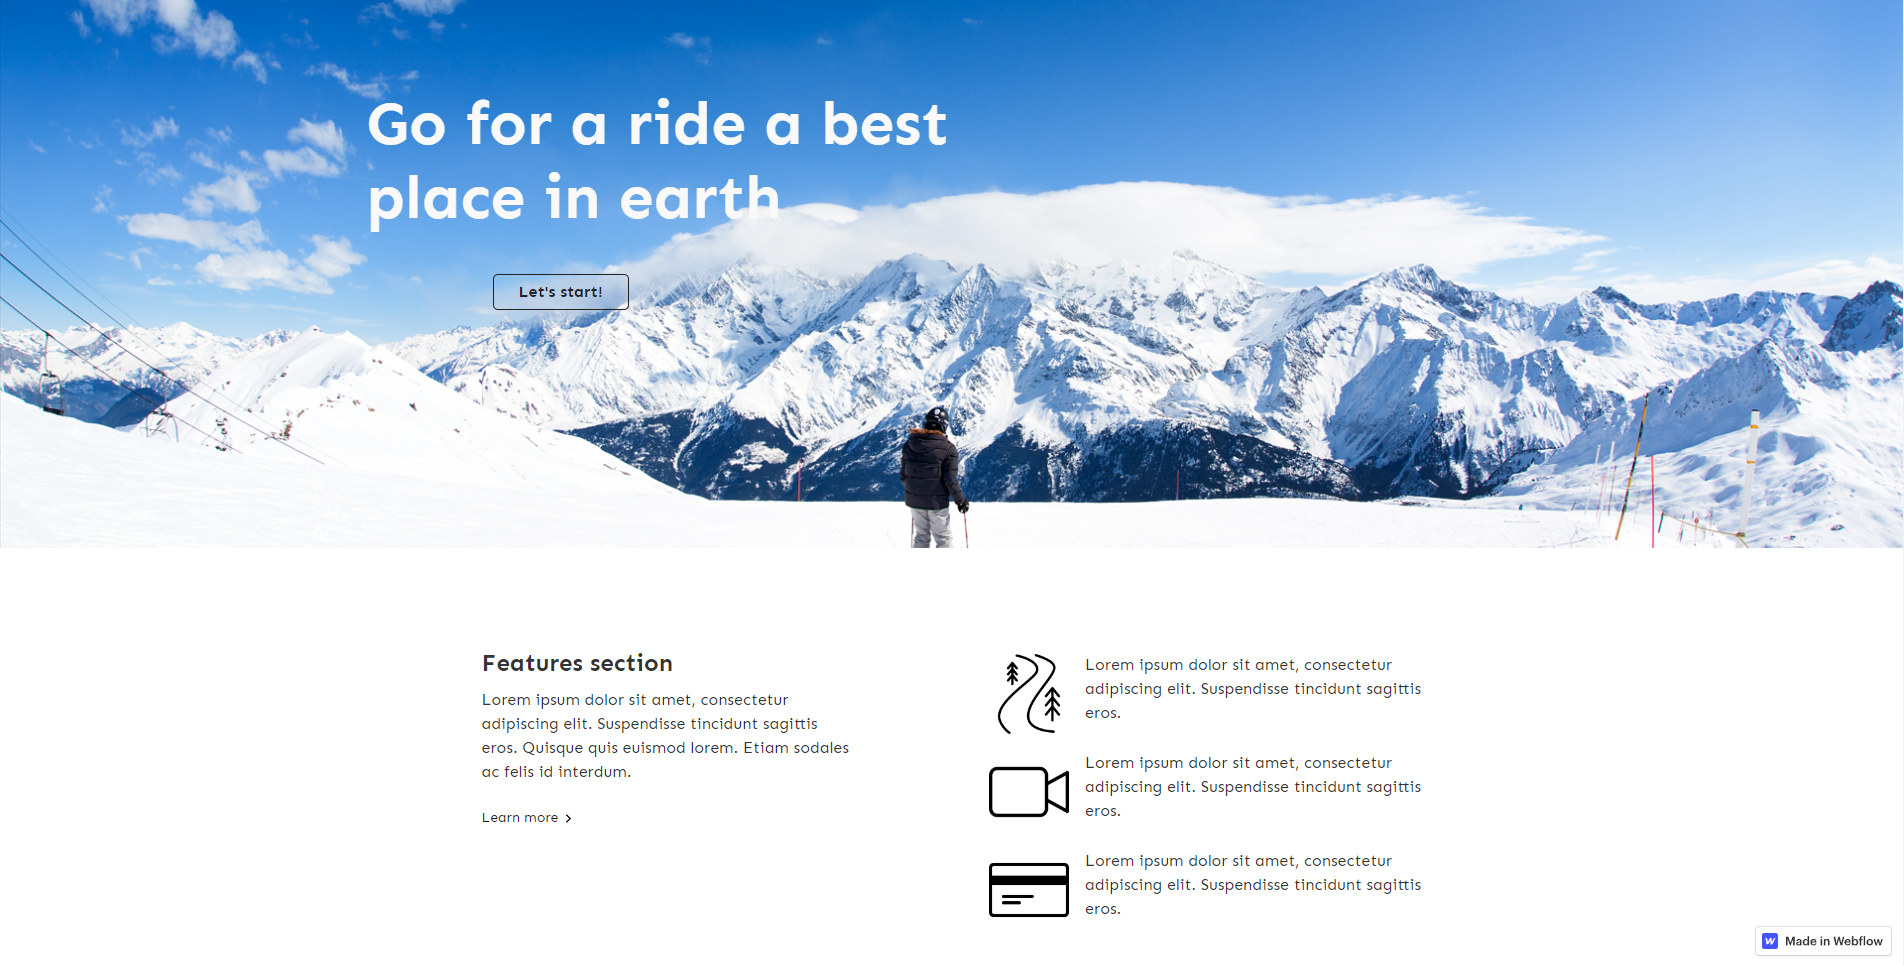 Go for a ride a best
place in earth
Let's start!
Features section
Lorem ipsum dolor sit amet, consectetur
adipiscing elit. Suspendisse tincidunt sagittis
eros. Quisque quis euismod lorem. Etiam sodales
ac felis id interdum.
Learn more
Lorem ipsum dolor sit amet, consectetur
adipiscing elit. Suspendisse tincidunt sagittis
eros.
Lorem ipsum dolor sit amet, consectetur
adipiscing elit. Suspendisse tincidunt sagittis
eros.
Lorem ipsum dolor sit amet, consectetur
adipiscing elit. Suspendisse tincidunt sagittis
eros.
Made in Webflow